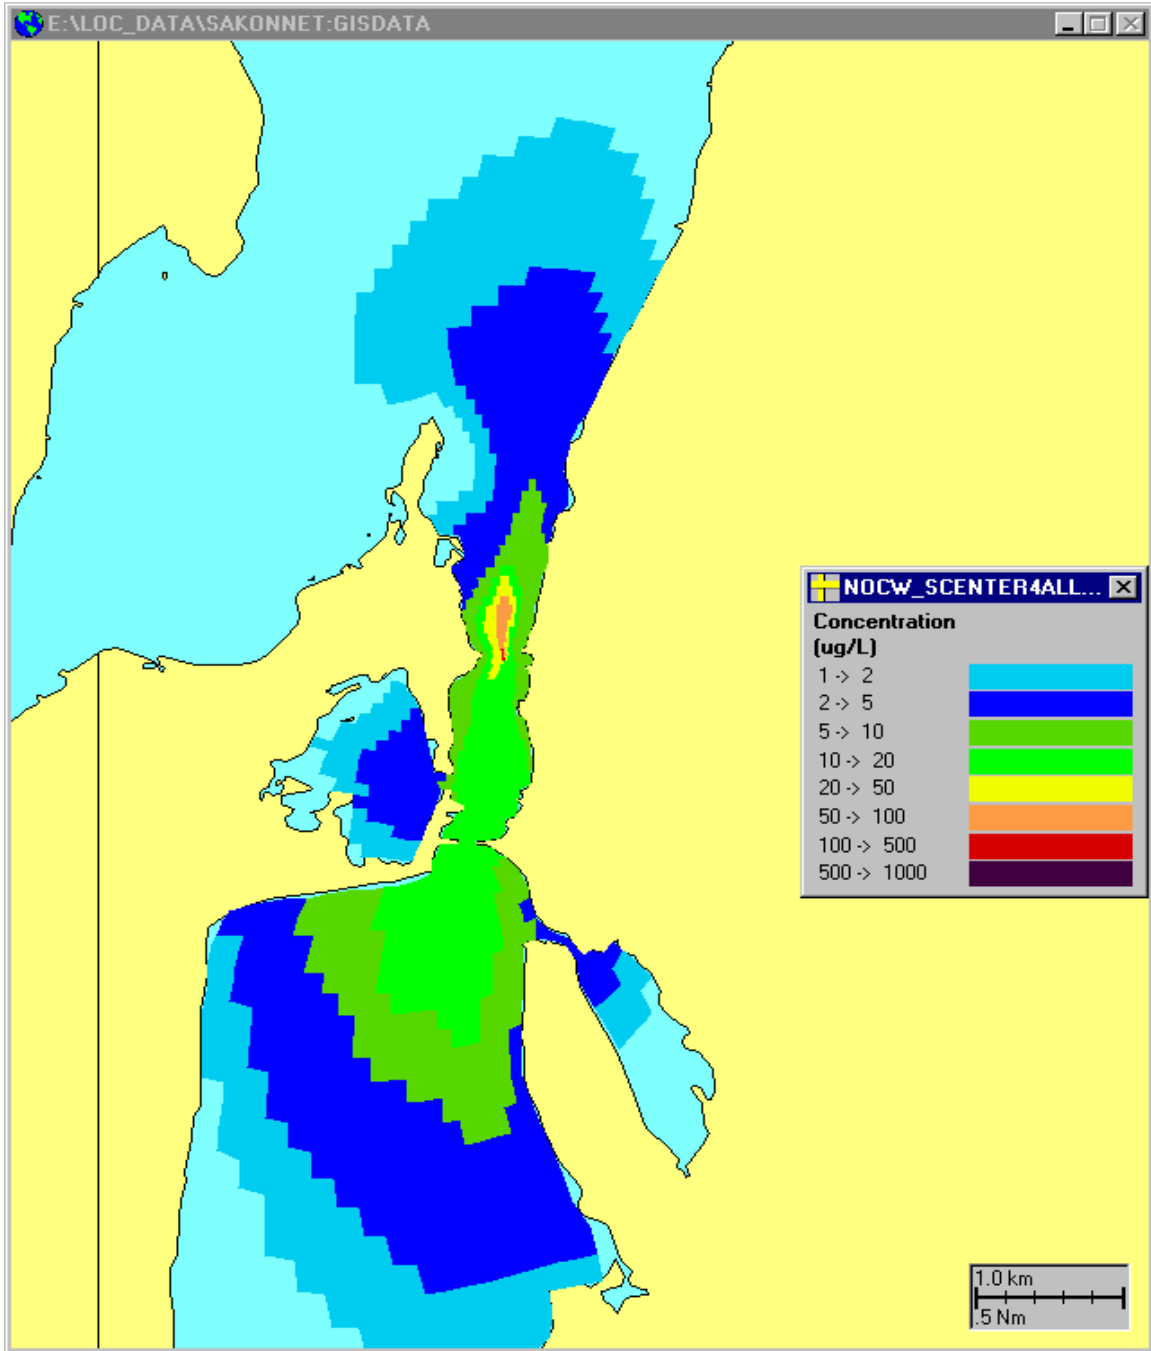 E:\LOC_DATA\SAKONNET:GISDATA
NOCW_SCENTER4ALL...
Concentration
(ug/L)
1 -> 2
2 -> 5
5 -> 10
10 -> 20
20 -> 50
50 -> 100
100 -> 500
500 -> 1000
1.0 km
.5 Nm